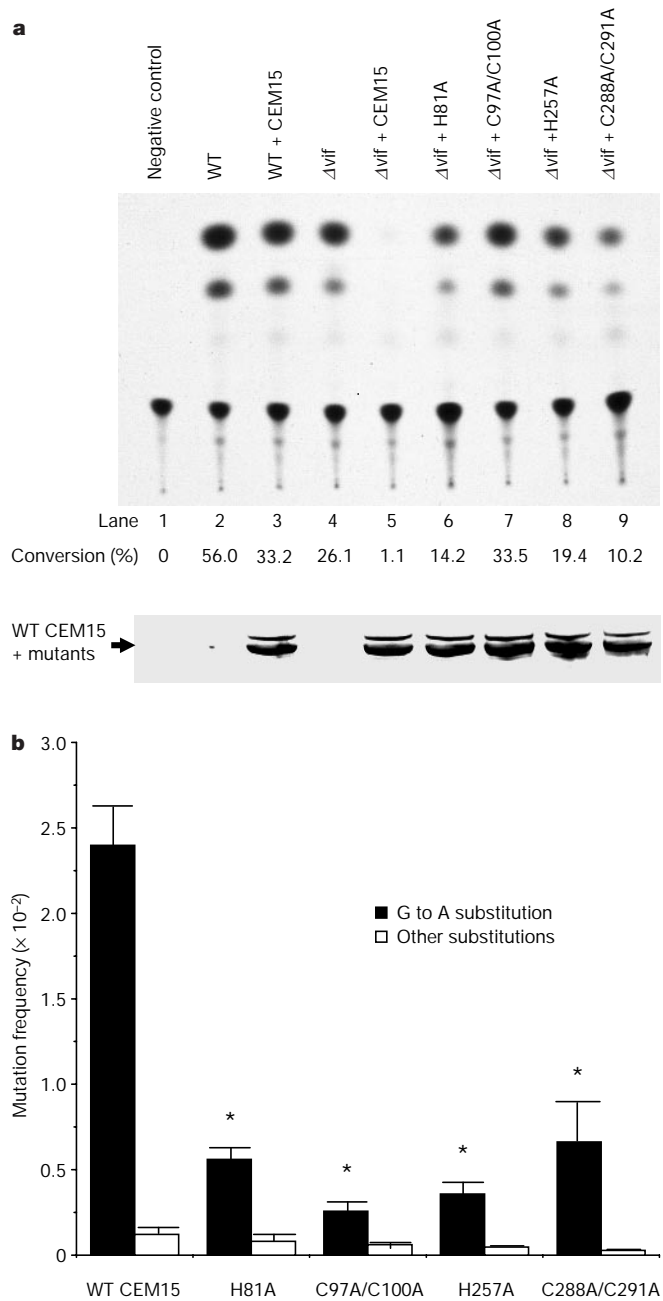 a
Negative control
WT
WT + CEM15
Δvif
Δvif + CEM15
Δvif + H81A
Δvif + C97A/C100A
Δvif +H257A
Δvif + C288A/C291A
Lane 1 2 3 4 5 6 7 8 9
Conversion (%) 0 56.0 33.2 26.1 1.1 14.2 33.5 19.4 10.2
WT CEM15
+ mutants
b
3.0
2.5
2.0
1.5
1.0
0.5
0
Mutation frequency (× 10⁻²)
G to A substitution
Other substitutions
*
*
*
*
WT CEM15 H81A C97A/C100A H257A C288A/C291A